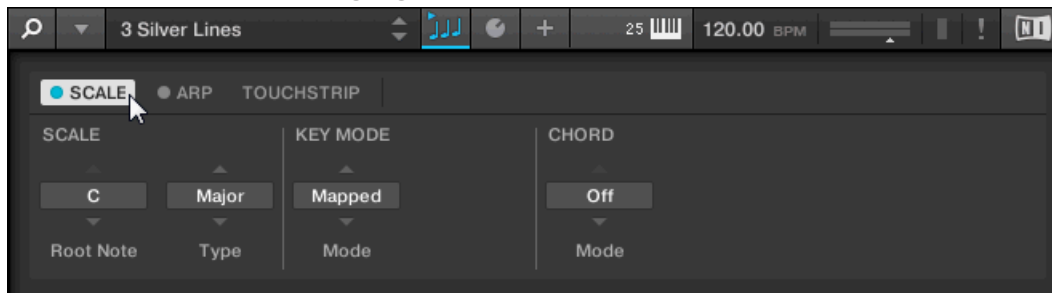 3 Silver Lines 25 120.00 BPM ! NI
SCALE ARP TOUCHSTRIP
SCALE KEY MODE CHORD
C Major Mapped Off
Root Note Type Mode Mode